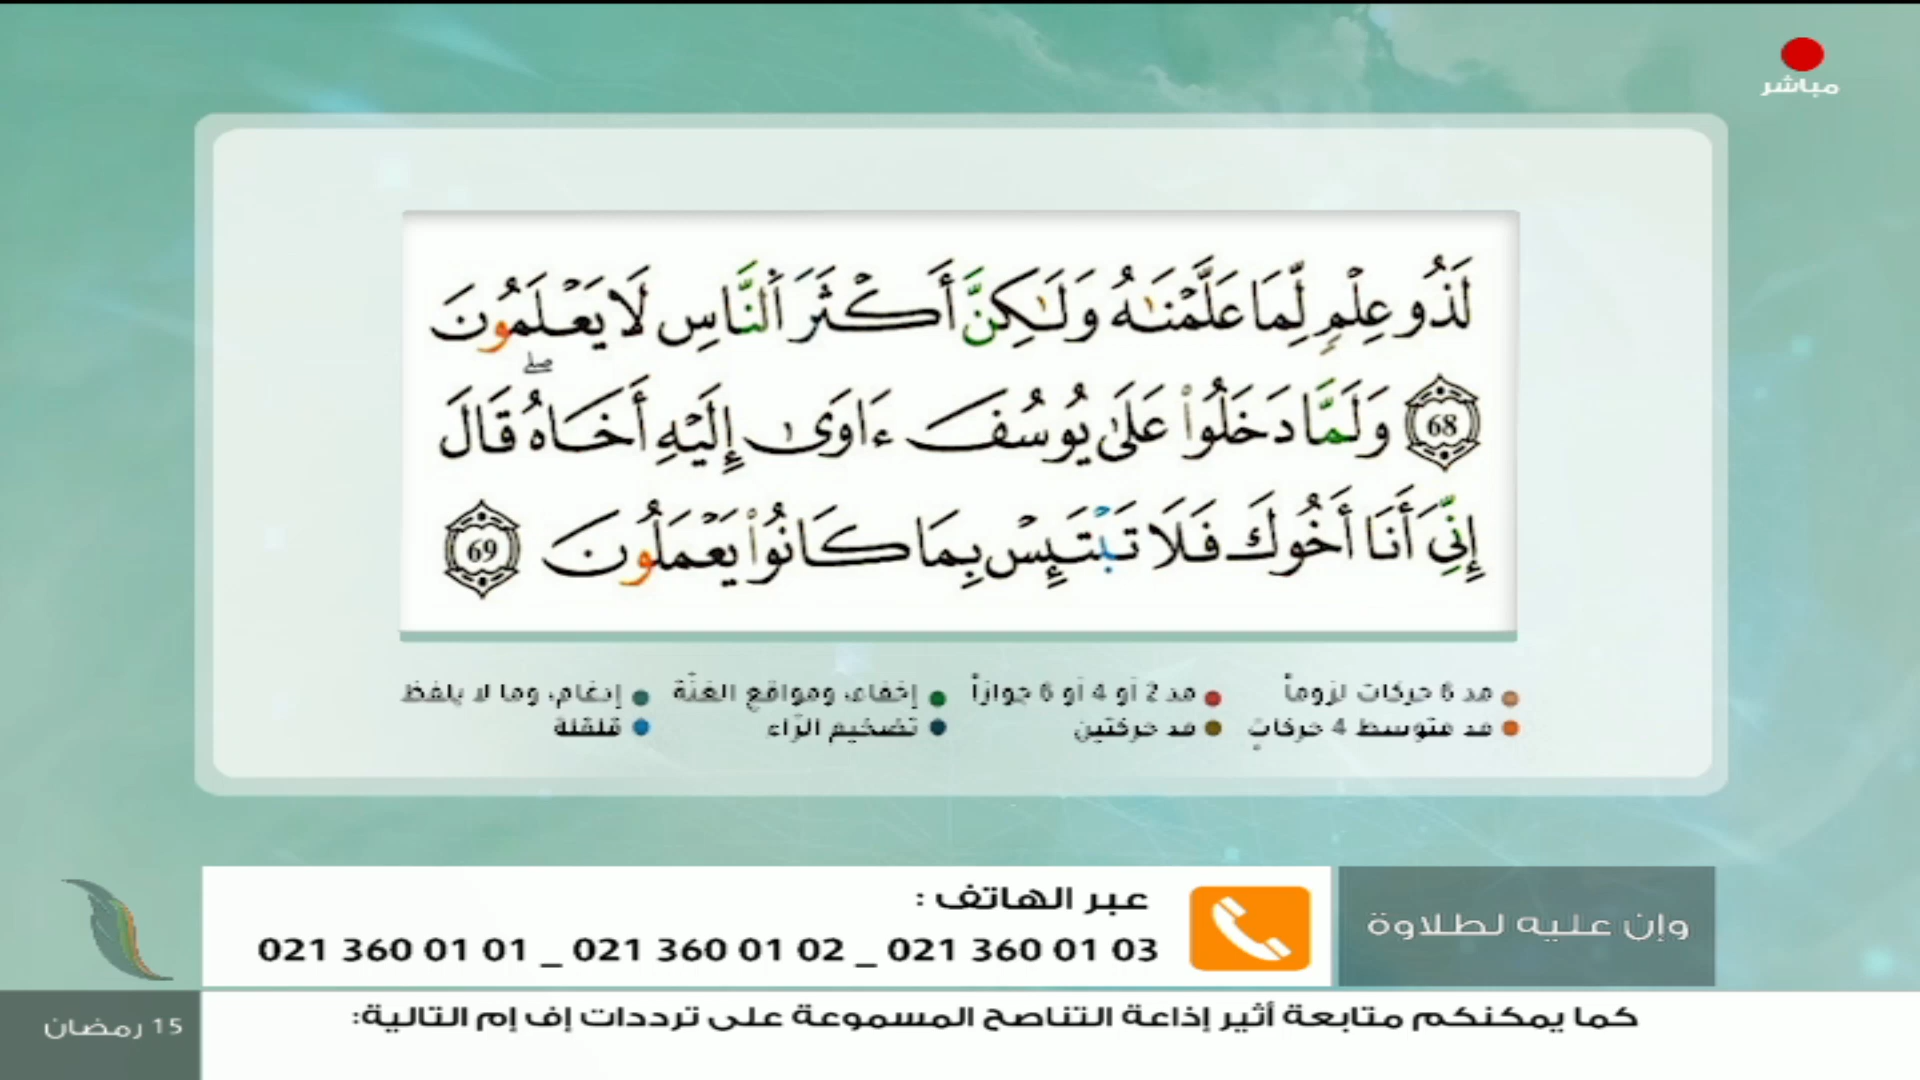 مباشر
لَذُو عِلْمٍ لِّمَا عَلَّمْنَٰهُ وَلَٰكِنَّ أَكْثَرَ ٱلنَّاسِ لَا يَعْلَمُونَ
68 وَلَمَّا دَخَلُوا۟ عَلَىٰ يُوسُفَ ءَاوَىٰٓ إِلَيْهِ أَخَاهُ ۖ قَالَ
إِنِّىٓ أَنَا۠ أَخُوكَ فَلَا تَبْتَئِسْ بِمَا كَانُوا۟ يَعْمَلُونَ 69
مد 6 حركات لزوماً مد 2 أو 4 أو 6 جوازاً إخفاء، ومواقع الغنّة إدغام، وما لا يلفظ
مد متوسط 4 حركات مد حركتين تفخيم الرّاء قلقلة
وإن عليه لطلاوة
عبر الهاتف :
021 360 01 01 _ 021 360 01 02 _ 021 360 01 03
كما يمكنكم متابعة أثير إذاعة التناصح المسموعة على ترددات إف إم التالية:
15 رمضان